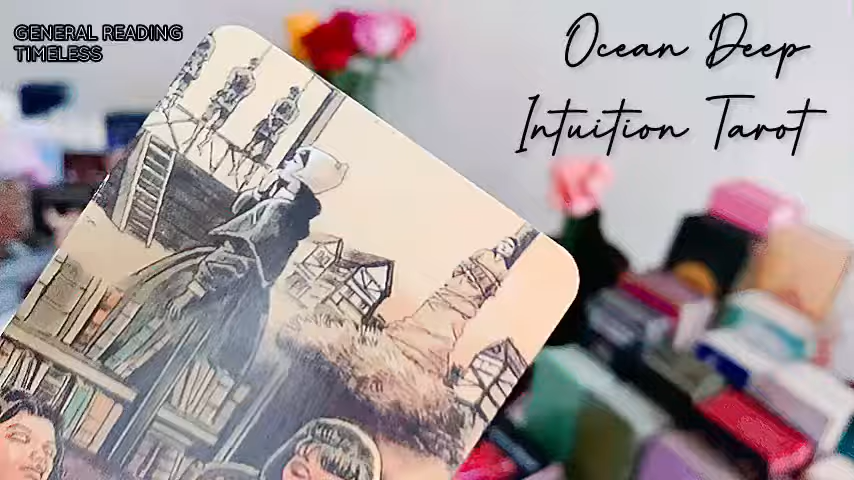 GENERAL READING
TIMELESS
Ocean Deep
Intuition Tarot